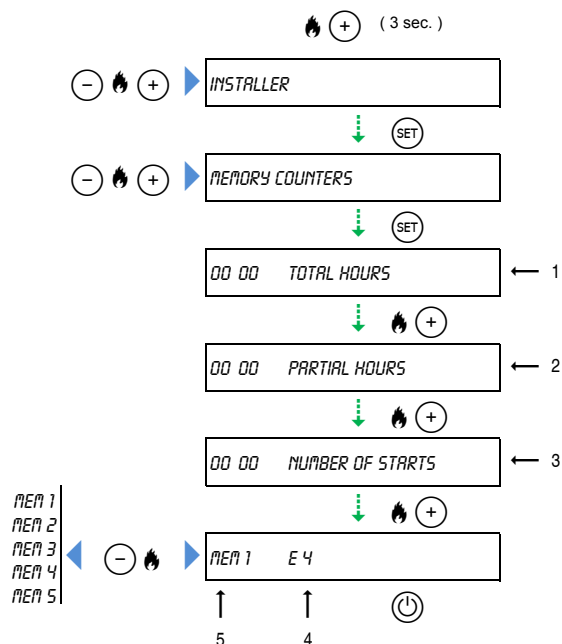 + ( 3 sec. )
- + INSTALLER
SET
- + MEMORY COUNTERS
SET
00 00 TOTAL HOURS 1
+
00 00 PARTIAL HOURS 2
+
00 00 NUMBER OF STARTS 3
+
MEM 1
MEM 2
MEM 3
MEM 4
MEM 5
- MEM 1 E 4
5 4